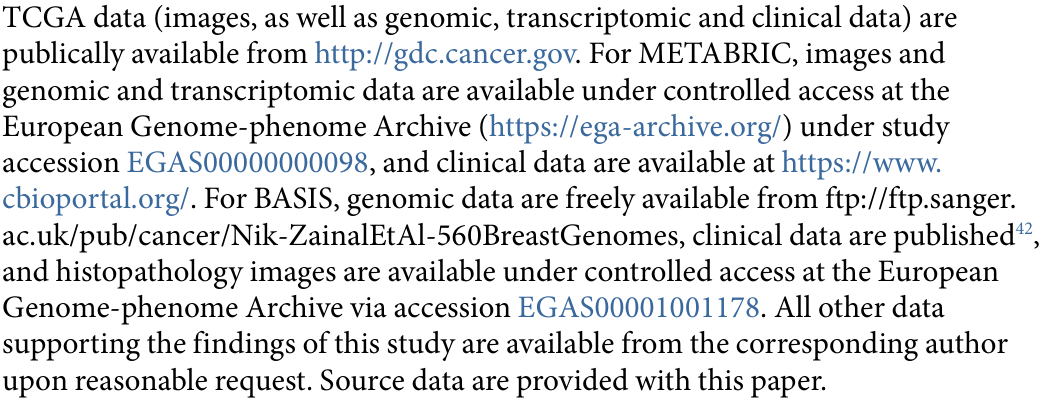 TCGA data (images, as well as genomic, transcriptomic and clinical data) are
publically available from http://gdc.cancer.gov. For METABRIC, images and
genomic and transcriptomic data are available under controlled access at the
European Genome-phenome Archive (https://ega-archive.org/) under study
accession EGAS00000000098, and clinical data are available at https://www.
cbioportal.org/. For BASIS, genomic data are freely available from ftp://ftp.sanger.
ac.uk/pub/cancer/Nik-ZainalEtAl-560BreastGenomes, clinical data are published42,
and histopathology images are available under controlled access at the European
Genome-phenome Archive via accession EGAS00001001178. All other data
supporting the findings of this study are available from the corresponding author
upon reasonable request. Source data are provided with this paper.